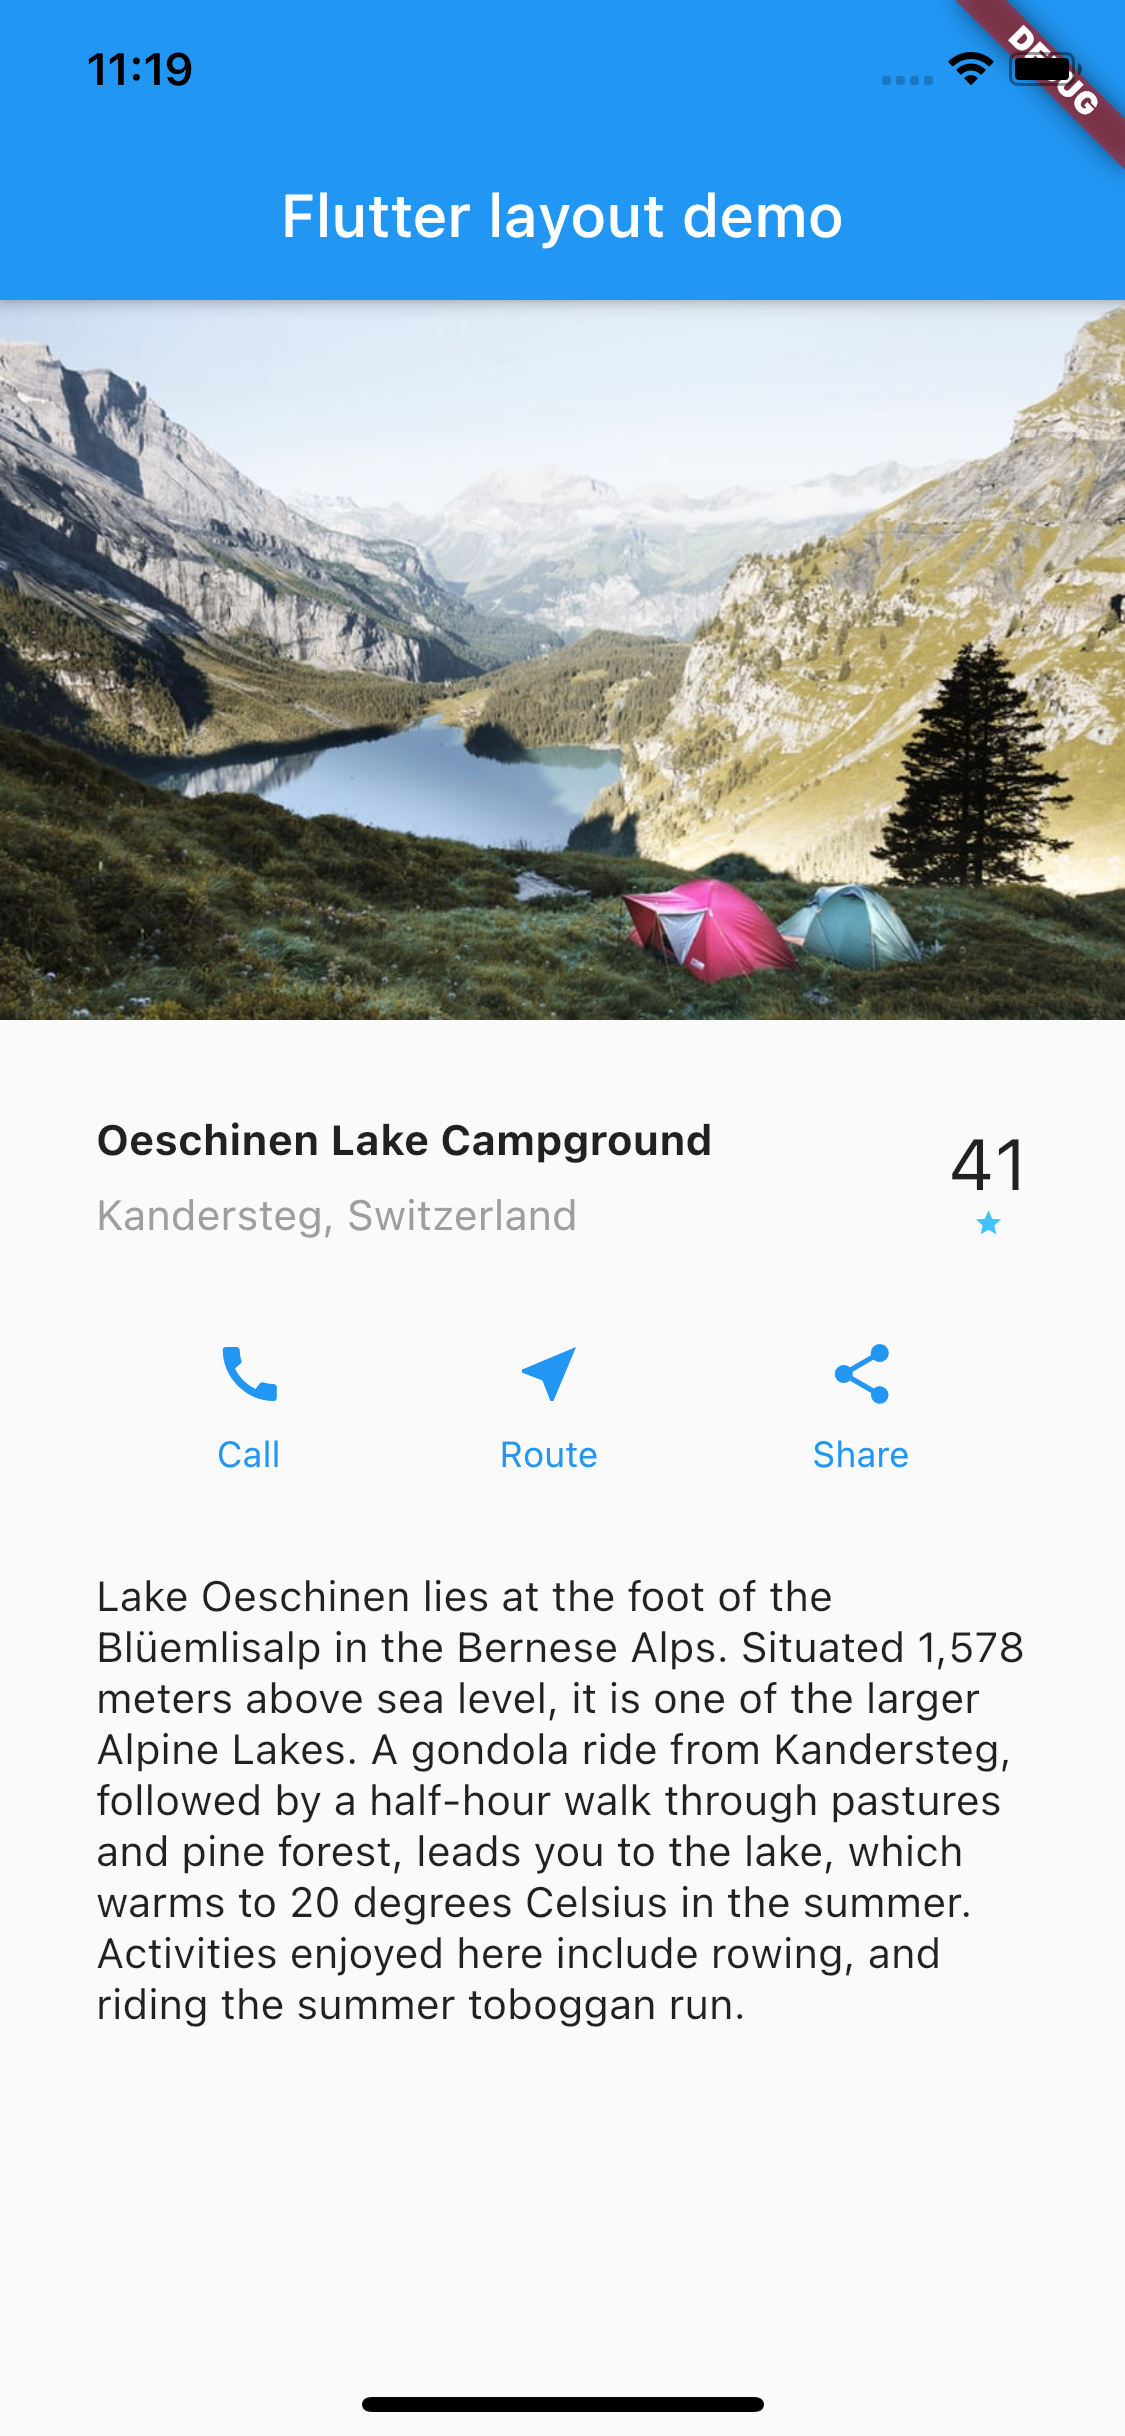 11:19
DEBUG
Flutter layout demo
Oeschinen Lake Campground
Kandersteg, Switzerland
41
Call
Route
Share
Lake Oeschinen lies at the foot of the
Blüemlisalp in the Bernese Alps. Situated 1,578
meters above sea level, it is one of the larger
Alpine Lakes. A gondola ride from Kandersteg,
followed by a half-hour walk through pastures
and pine forest, leads you to the lake, which
warms to 20 degrees Celsius in the summer.
Activities enjoyed here include rowing, and
riding the summer toboggan run.